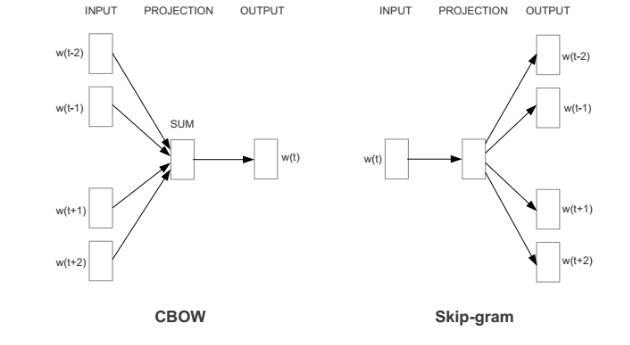 INPUT PROJECTION OUTPUT
w(t-2)
w(t-1)
SUM
w(t)
w(t+1)
w(t+2)
CBOW
INPUT PROJECTION OUTPUT
w(t-2)
w(t-1)
w(t)
w(t+1)
w(t+2)
Skip-gram